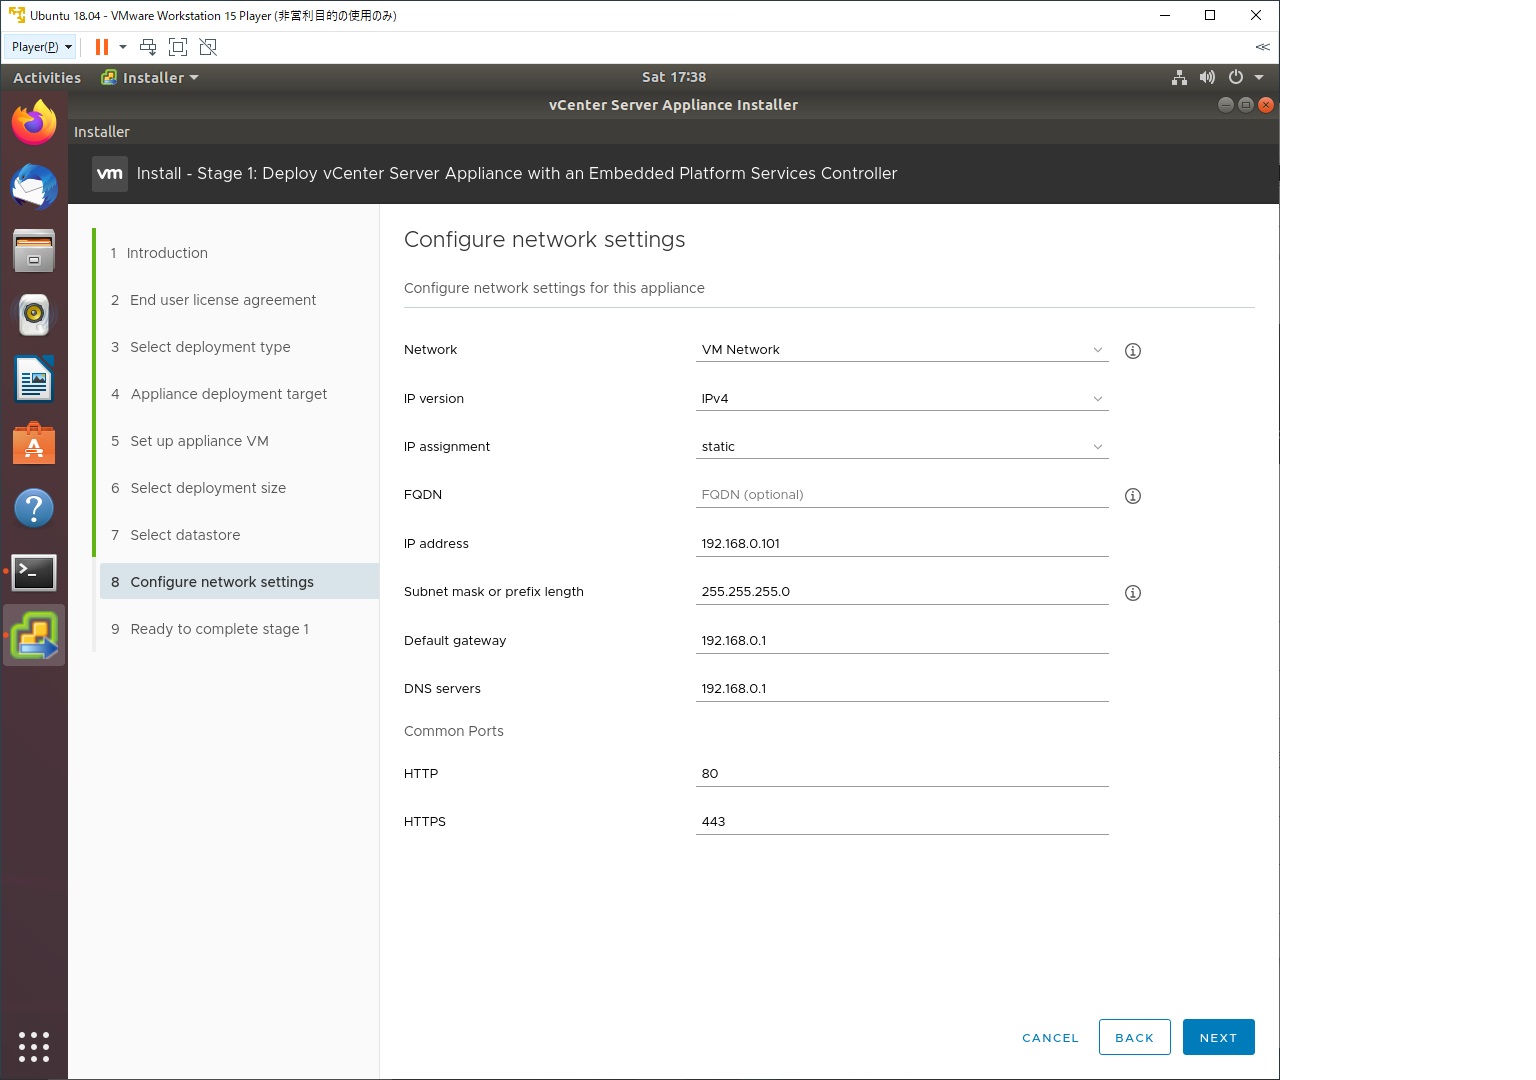 Ubuntu 18.04 - VMware Workstation 15 Player (非営利目的の使用のみ)
Player(P)
Activities
Installer
Sat 17:38
vCenter Server Appliance Installer
Installer
vm
Install - Stage 1: Deploy vCenter Server Appliance with an Embedded Platform Services Controller
1 Introduction
2 End user license agreement
3 Select deployment type
4 Appliance deployment target
5 Set up appliance VM
6 Select deployment size
7 Select datastore
8 Configure network settings
9 Ready to complete stage 1
Configure network settings
Configure network settings for this appliance
Network VM Network
IP version IPv4
IP assignment static
FQDN FQDN (optional)
IP address 192.168.0.101
Subnet mask or prefix length 255.255.255.0
Default gateway 192.168.0.1
DNS servers 192.168.0.1
Common Ports
HTTP 80
HTTPS 443
CANCEL BACK NEXT